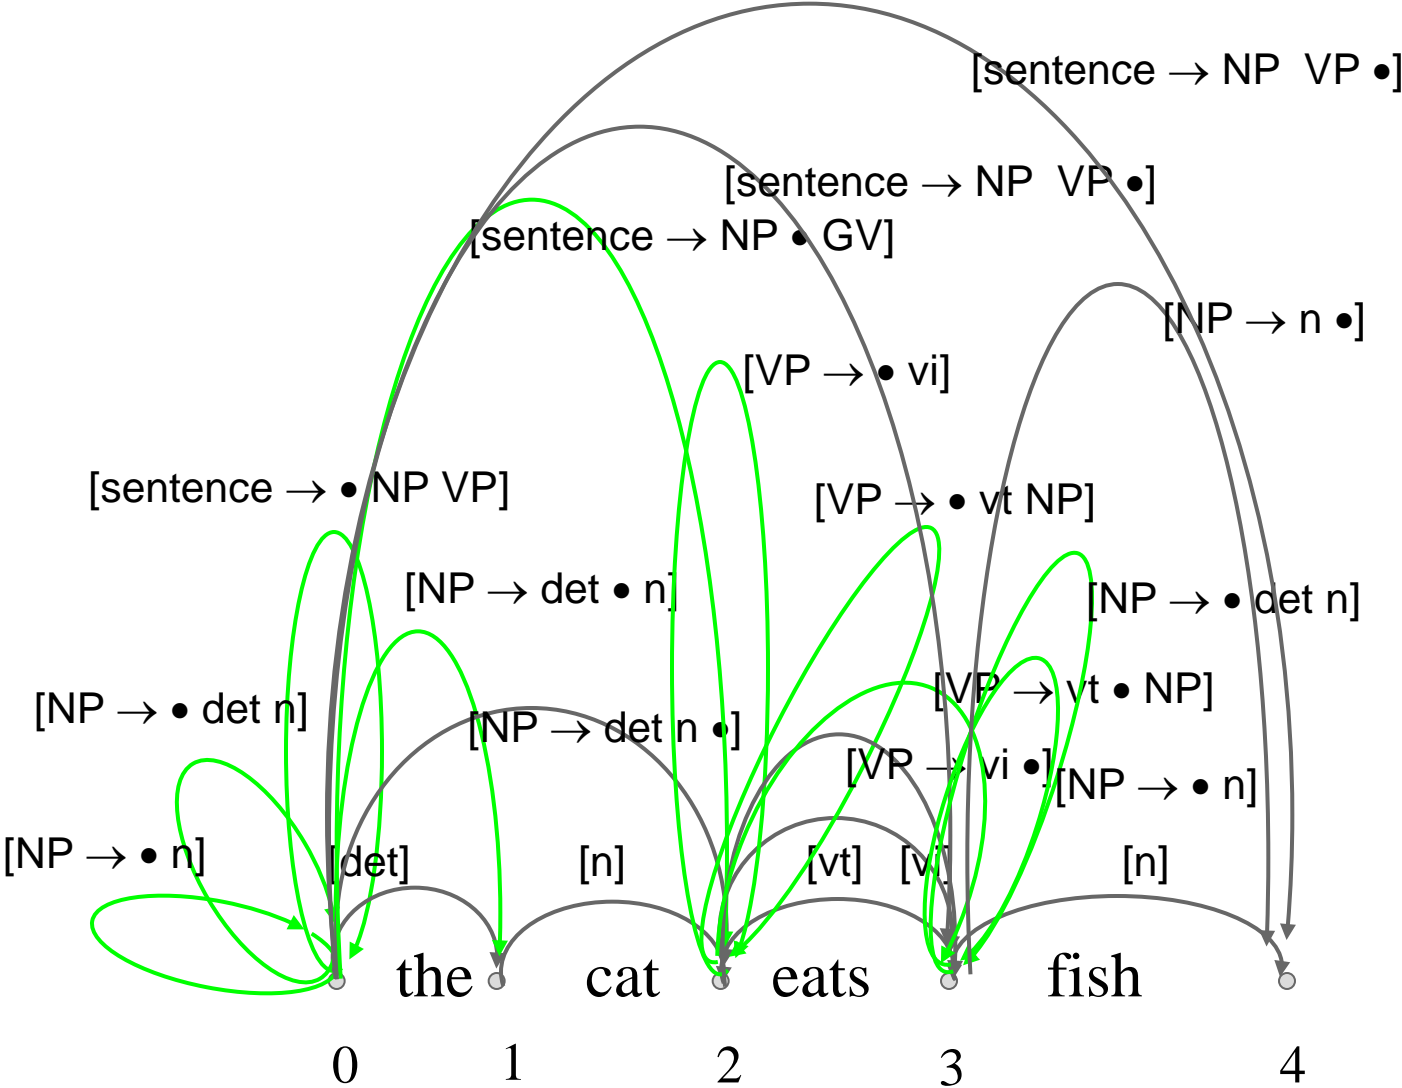 [sentence → NP VP •]
[sentence → NP VP •]
[sentence → NP • GV]
[NP → n •]
[VP → • vi]
[sentence → • NP VP]
[VP → • vt NP]
[NP → det • n]
[NP → • det n]
[VP → vt • NP]
[NP → • det n]
[NP → det n •]
[VP → vi •]
[NP → • n]
[NP → • n]
[det] [n] [vt] [vi] [n]
the cat eats fish
0 1 2 3 4